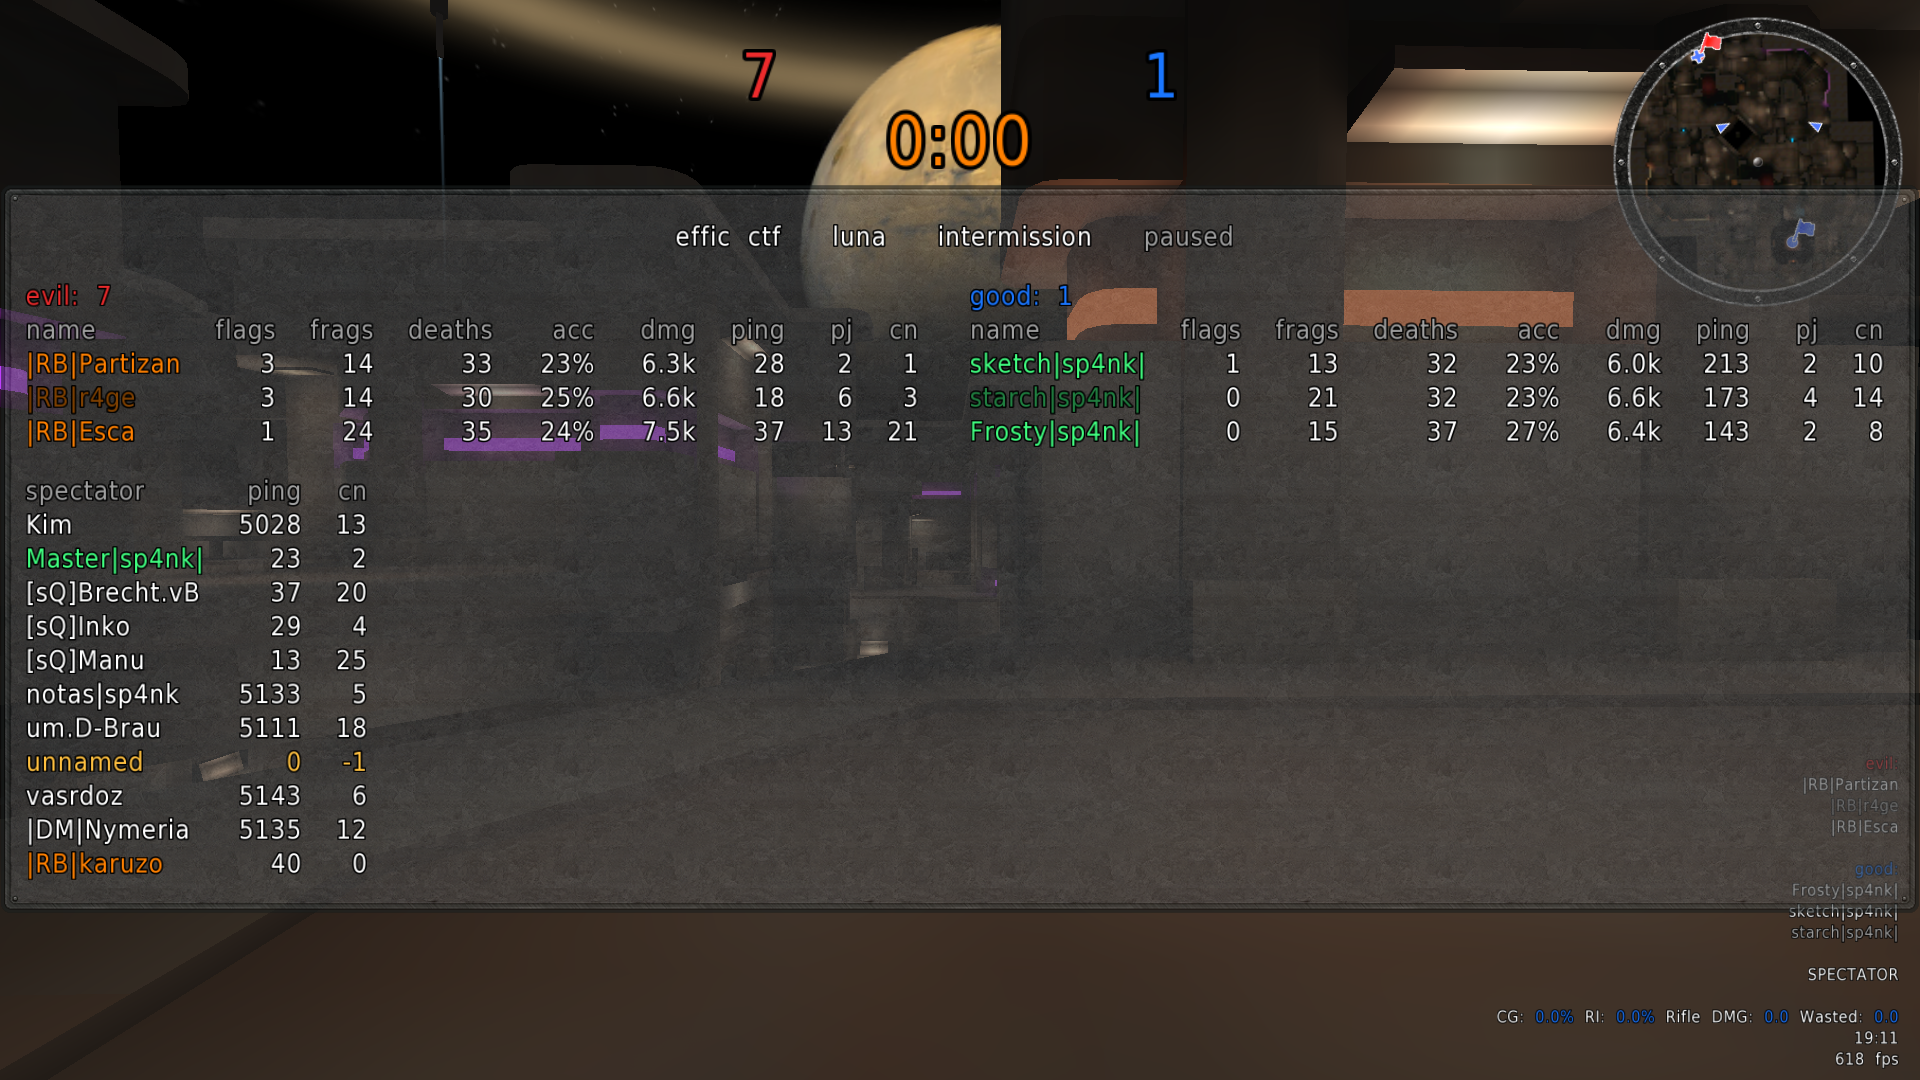 7 1
0:00
effic ctf luna intermission paused
evil: 7
name flags frags deaths acc dmg ping pj cn
|RB|Partizan 3 14 33 23% 6.3k 28 2 1
|RB|r4ge 3 14 30 25% 6.6k 18 6 3
|RB|Esca 1 24 35 24% 7.5k 37 13 21
good: 1
name flags frags deaths acc dmg ping pj cn
sketch|sp4nk| 1 13 32 23% 6.0k 213 2 10
starch|sp4nk| 0 21 32 23% 6.6k 173 4 14
Frosty|sp4nk| 0 15 37 27% 6.4k 143 2 8
spectator ping cn
Kim 5028 13
Master|sp4nk| 23 2
[sQ]Brecht.vB 37 20
[sQ]Inko 29 4
[sQ]Manu 13 25
notas|sp4nk 5133 5
um.D-Brau 5111 18
unnamed 0 -1
vasrdoz 5143 6
|DM|Nymeria 5135 12
|RB|karuzo 40 0
evil:
|RB|Partizan
|RB|r4ge
|RB|Esca
good:
Frosty|sp4nk|
sketch|sp4nk|
starch|sp4nk|
SPECTATOR
CG: 0.0% RI: 0.0% Rifle DMG: 0.0 Wasted: 0.0
19:11
618 fps